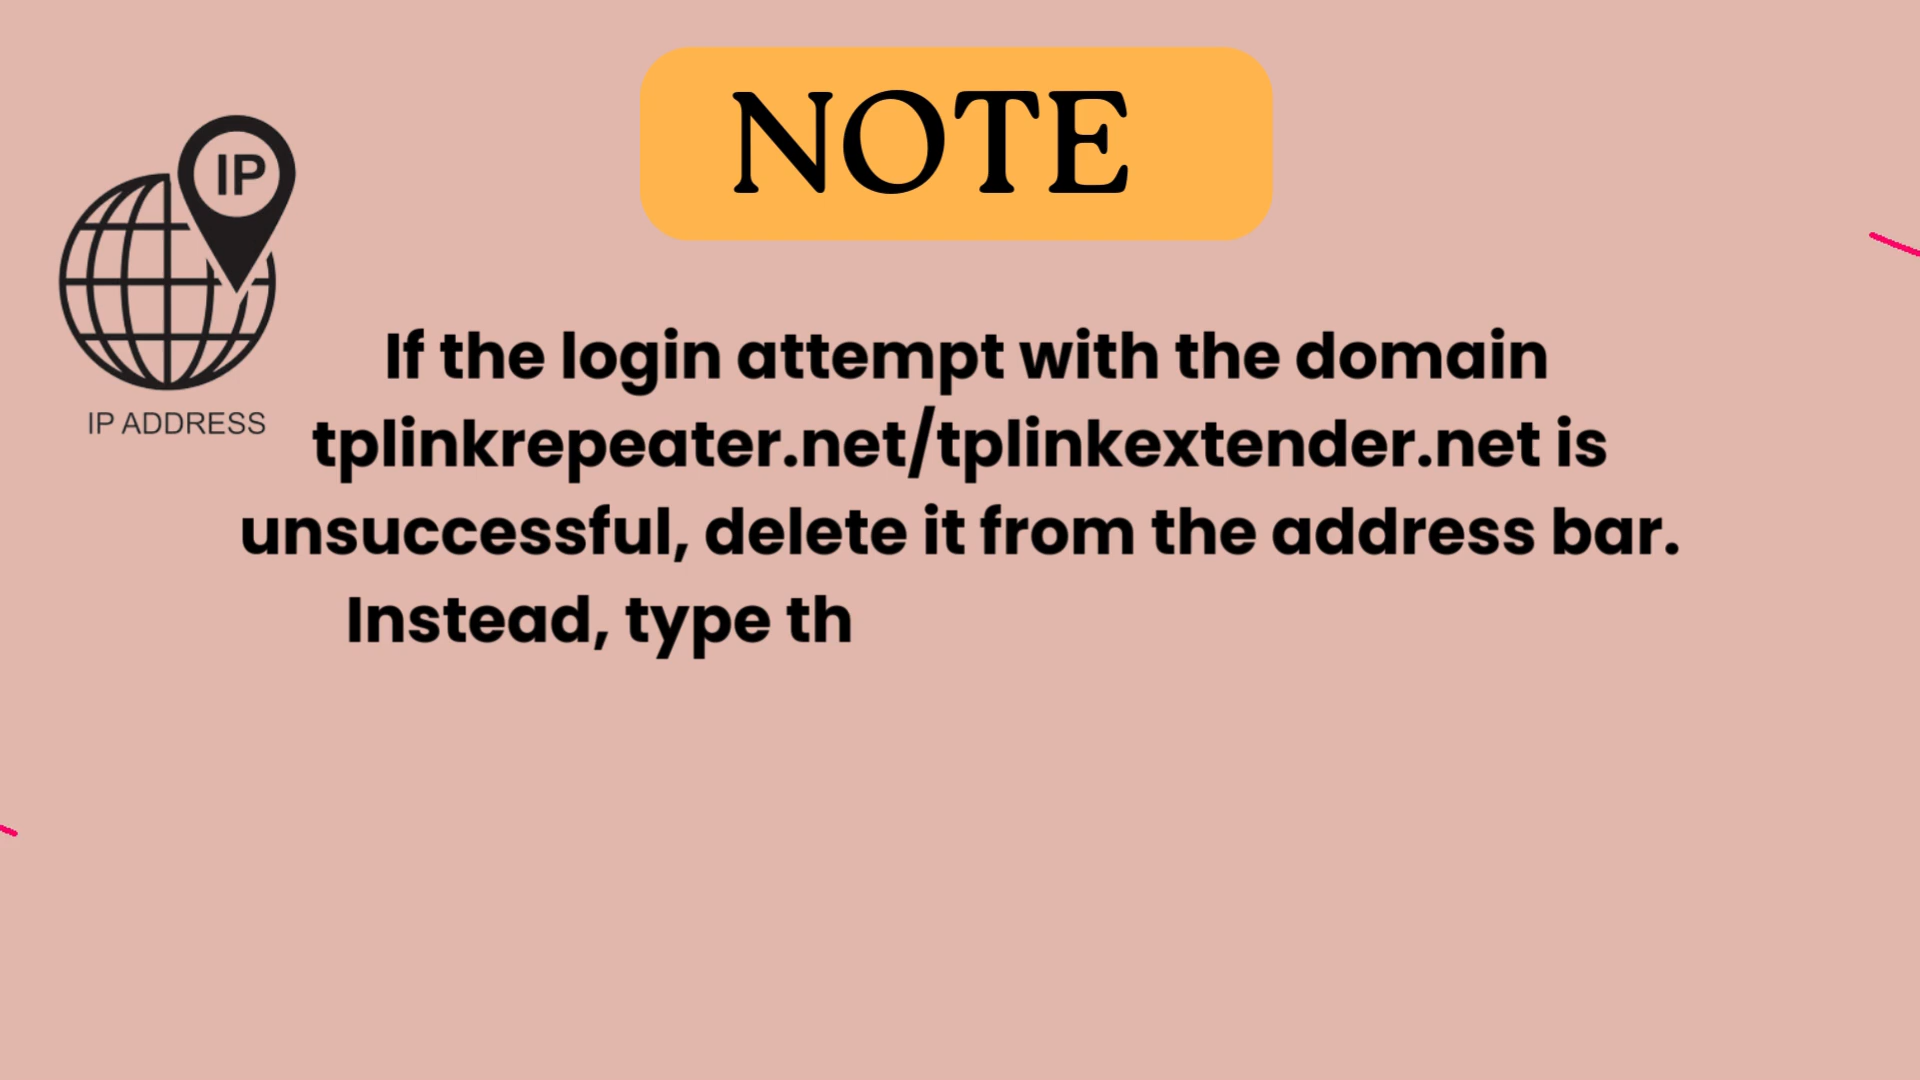 NOTE
IP
IP ADDRESS
If the login attempt with the domain
tplinkrepeater.net/tplinkextender.net is
unsuccessful, delete it from the address bar.
Instead, type th